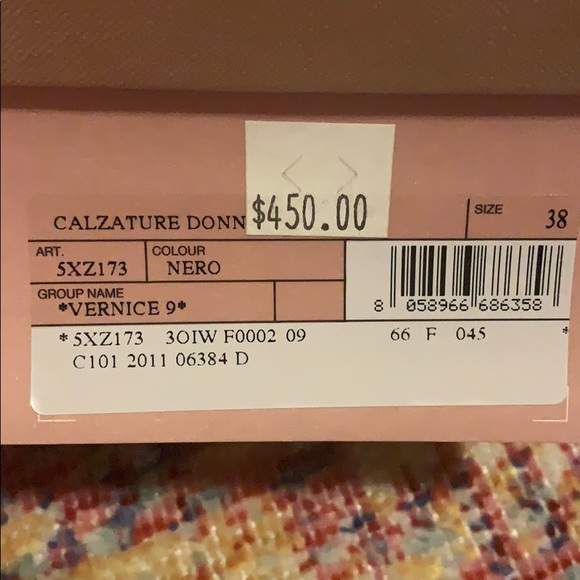 $450.00
CALZATURE DONN
SIZE 38
ART. COLOUR
5XZ173 NERO
GROUP NAME
*VERNICE 9*
8 058966 686358
*5XZ173 3OIW F0002 09 66 F 045 *
C101 2011 06384 D